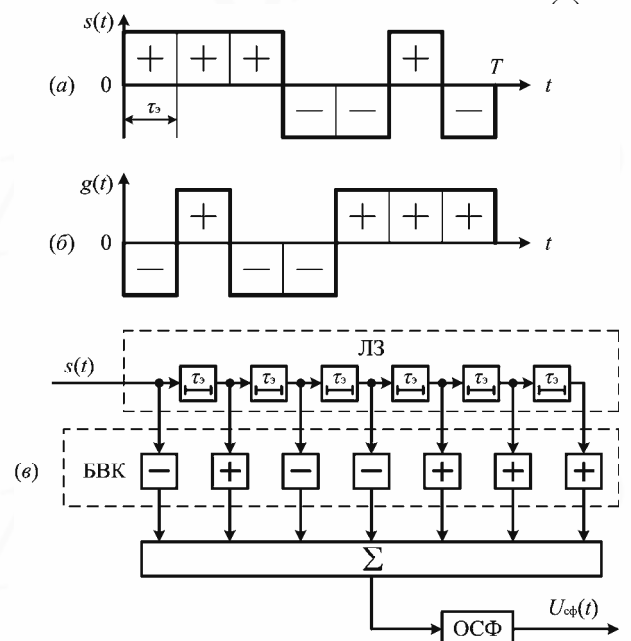 s(t)
+ + + +
T
(а) 0 t
τэ
— — —
g(t)
+ + + +
(б) 0 t
— — —
ЛЗ
s(t)
τэ τэ τэ τэ τэ τэ
(в) БВК − + − − + + +
Σ
Uсф(t)
ОСФ